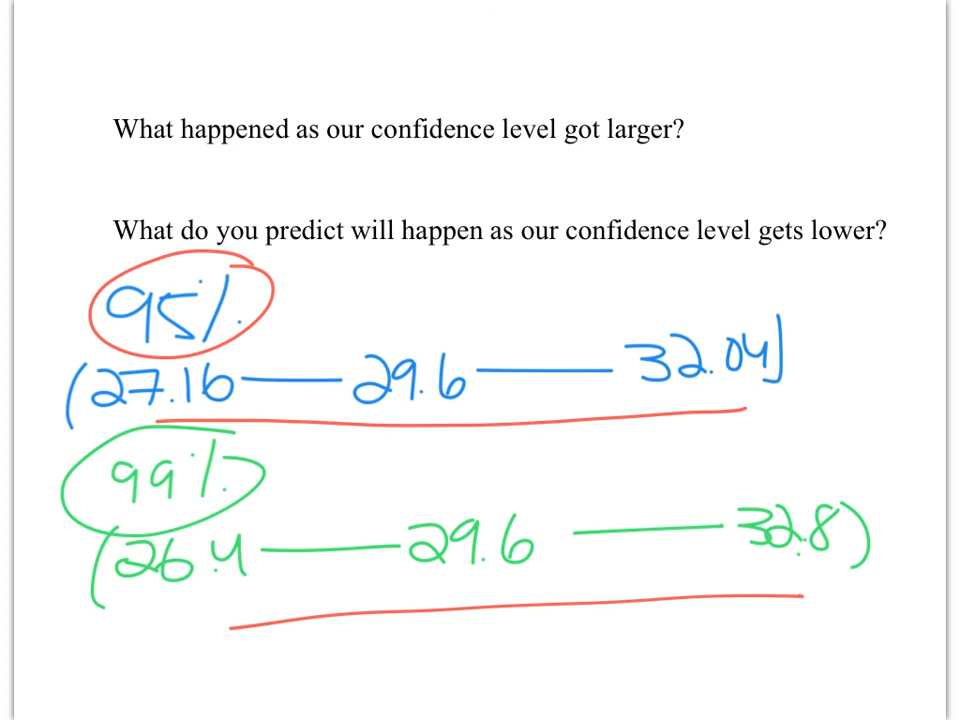 What happened as our confidence level got larger?
What do you predict will happen as our confidence level gets lower?
95%.
(27.16 — 29.6 — 32.04)
99%.
(26.4 — 29.6 — 32.8)